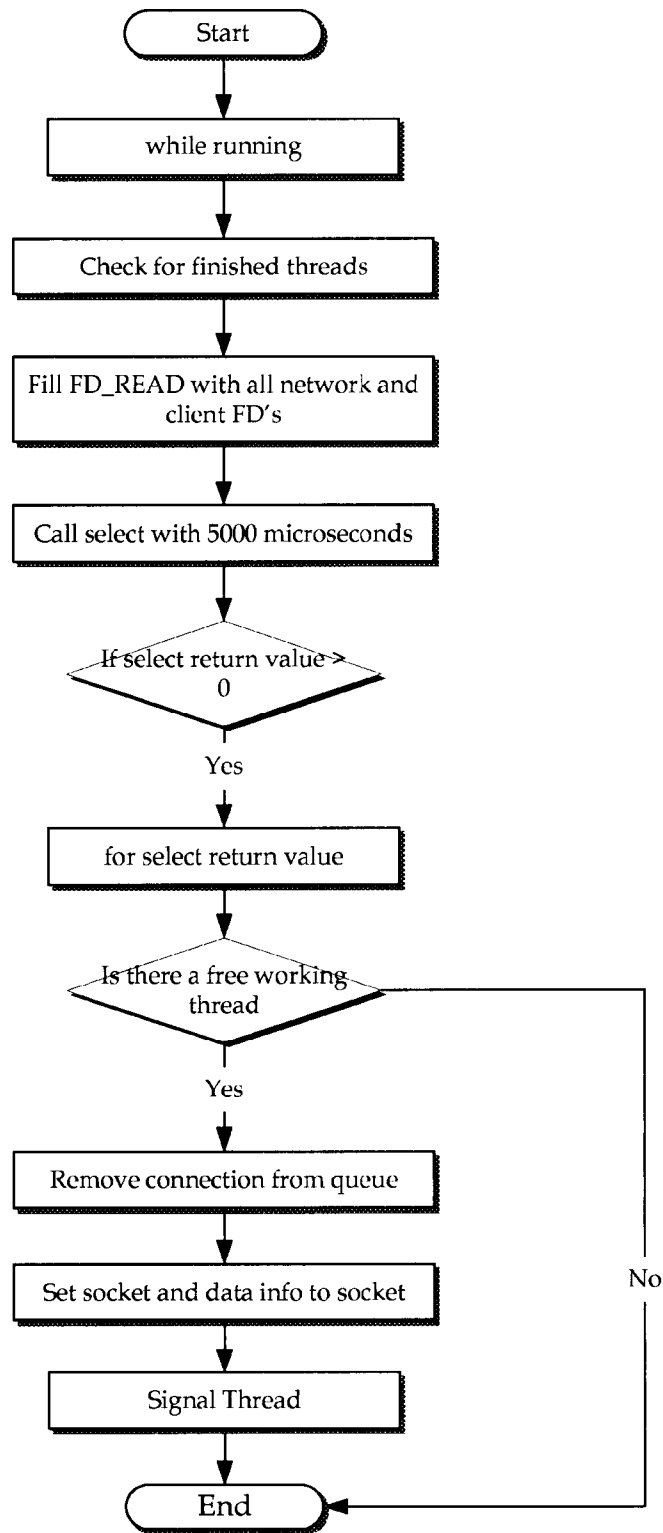 Start
while running
Check for finished threads
Fill FD_READ with all network and
client FD's
Call select with 5000 microseconds
If select return value >
0
Yes
for select return value
Is there a free working
thread
Yes
Remove connection from queue
No
Set socket and data info to socket
Signal Thread
End